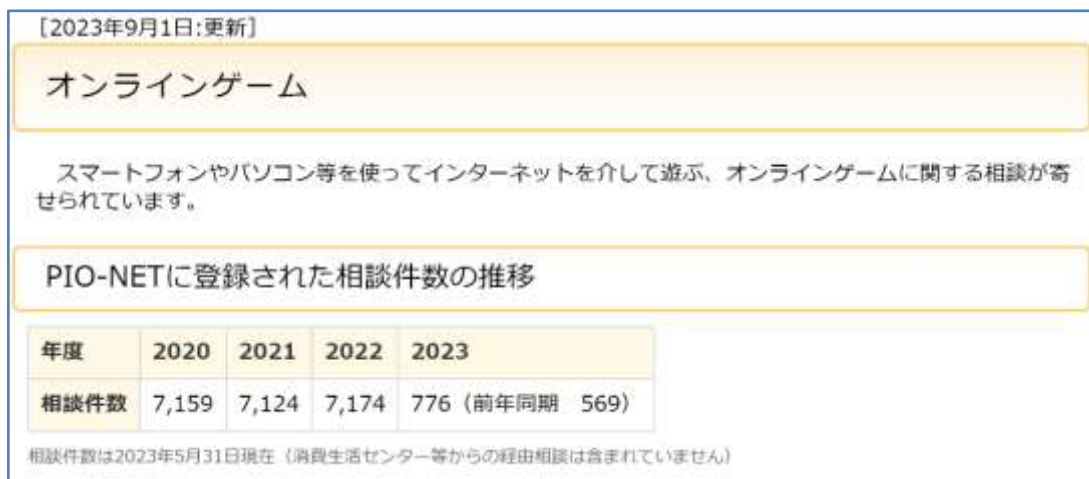 ［2023年9月1日:更新］
オンラインゲーム
スマートフォンやパソコン等を使ってインターネットを介して遊ぶ、オンラインゲームに関する相談が寄
せられています。
PIO-NETに登録された相談件数の推移
年度 2020 2021 2022 2023
相談件数 7,159 7,124 7,174 776（前年同期　569）
相談件数は2023年5月31日現在（消費生活センター等からの経由相談は含まれていません）